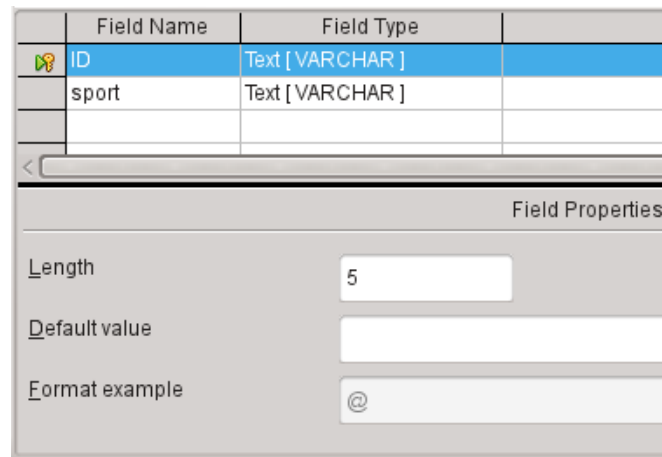 Field Name Field Type
ID Text [ VARCHAR ]
sport Text [ VARCHAR ]
Field Properties
Length 5
Default value
Format example @